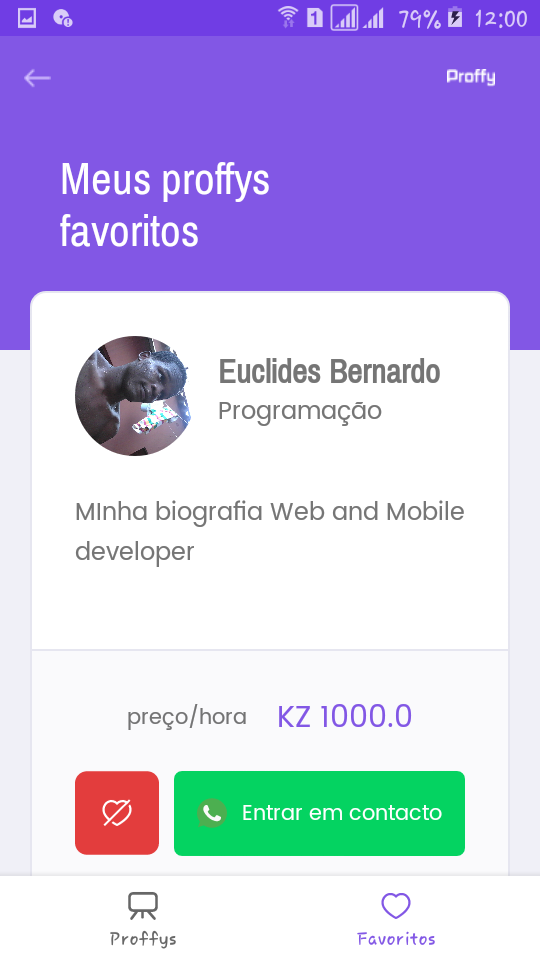 1 79% 12:00
Proffy
Meus proffys
favoritos
Euclides Bernardo
Programação
MInha biografia Web and Mobile
developer
preço/hora KZ 1000.0
Entrar em contacto
Proffys Favoritos